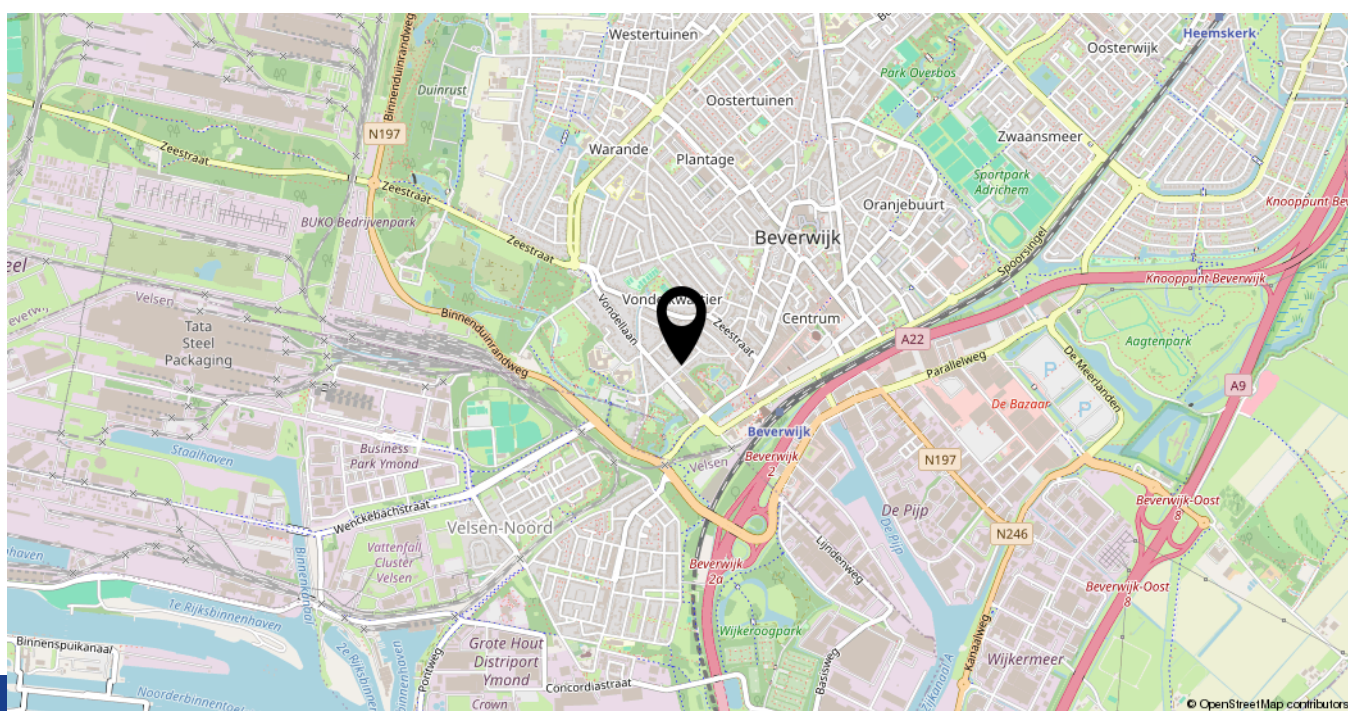 Westertuinen
Heemskerk
Oosterwijk
Binnenduinrandweg
Duinrust
Park Overbos
Oostertuinen
N197
Zwaansmeer
Zeestraat
Warande
Plantage
Sportpark
Adrichem
Zeestraat
Oranjebuurt
Knooppunt
BUKO Bedrijvenpark
Zeestraat
Beverwijk
Spoorsingel
Knooppunt Beverwijk
Velsen
Vondellaan
Centrum
Zeestraat
Binnenduinrandweg
Tata
Steel
Packaging
A22
Aagtenpark
Parallelweg
De Meerlanden
P
A9
De Bazaar
P
Beverwijk
Staalhaven
Business
Park Ymond
Beverwijk
2
Velsen
N197
Beverwijk-Oost
8
Wenckebachstraat
Velsen-Noord
De Pijp
De Pijp
N246
Vattenfall
Cluster
Velsen
Binnenkanaal
Lijndenweg
Beverwijk
2a
Beverwijk-Oost
8
1e Rijksbinnenhaven
Wijkeroogpark
Kanaalweg
Binnenspuikanaal
Grote Hout
Distriport
Ymond
Pontweg
Basisweg
Wijkermeer
Zijkanaal A
Concordiastraat
Crown
© OpenStreetMap contributors